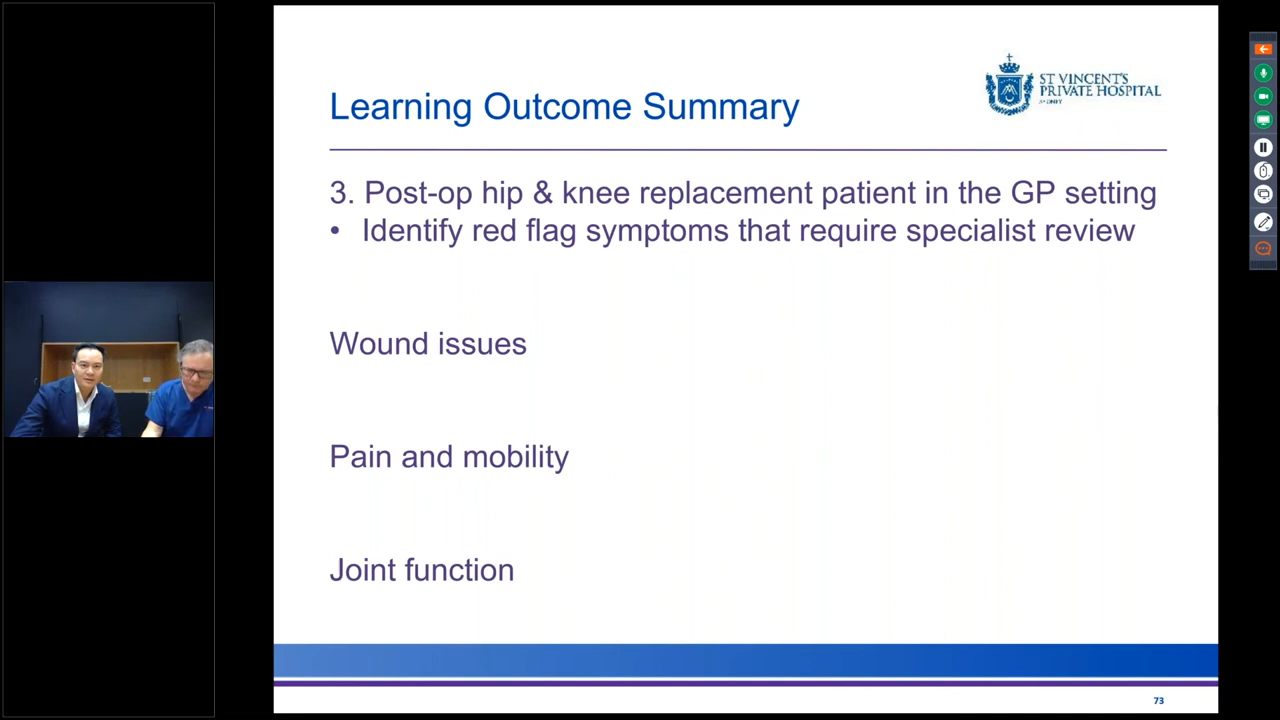 Learning Outcome Summary
ST VINCENT'S
PRIVATE HOSPITAL
SYDNEY
3. Post-op hip & knee replacement patient in the GP setting
• Identify red flag symptoms that require specialist review
Wound issues
Pain and mobility
Joint function
73